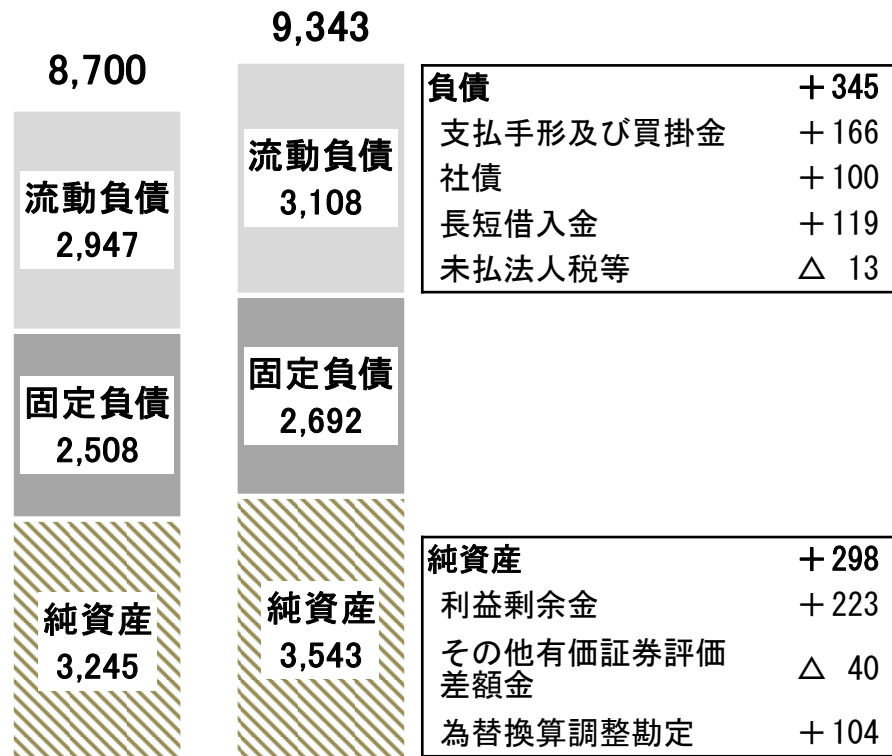 8,700
流動負債
2,947
固定負債
2,508
純資産
3,245
9,343
流動負債
3,108
固定負債
2,692
純資産
3,543
負債 ＋345
支払手形及び買掛金 ＋166
社債 ＋100
長短借入金 ＋119
未払法人税等 △ 13
純資産 ＋298
利益剰余金 ＋223
その他有価証券評価
差額金 △ 40
為替換算調整勘定 ＋104